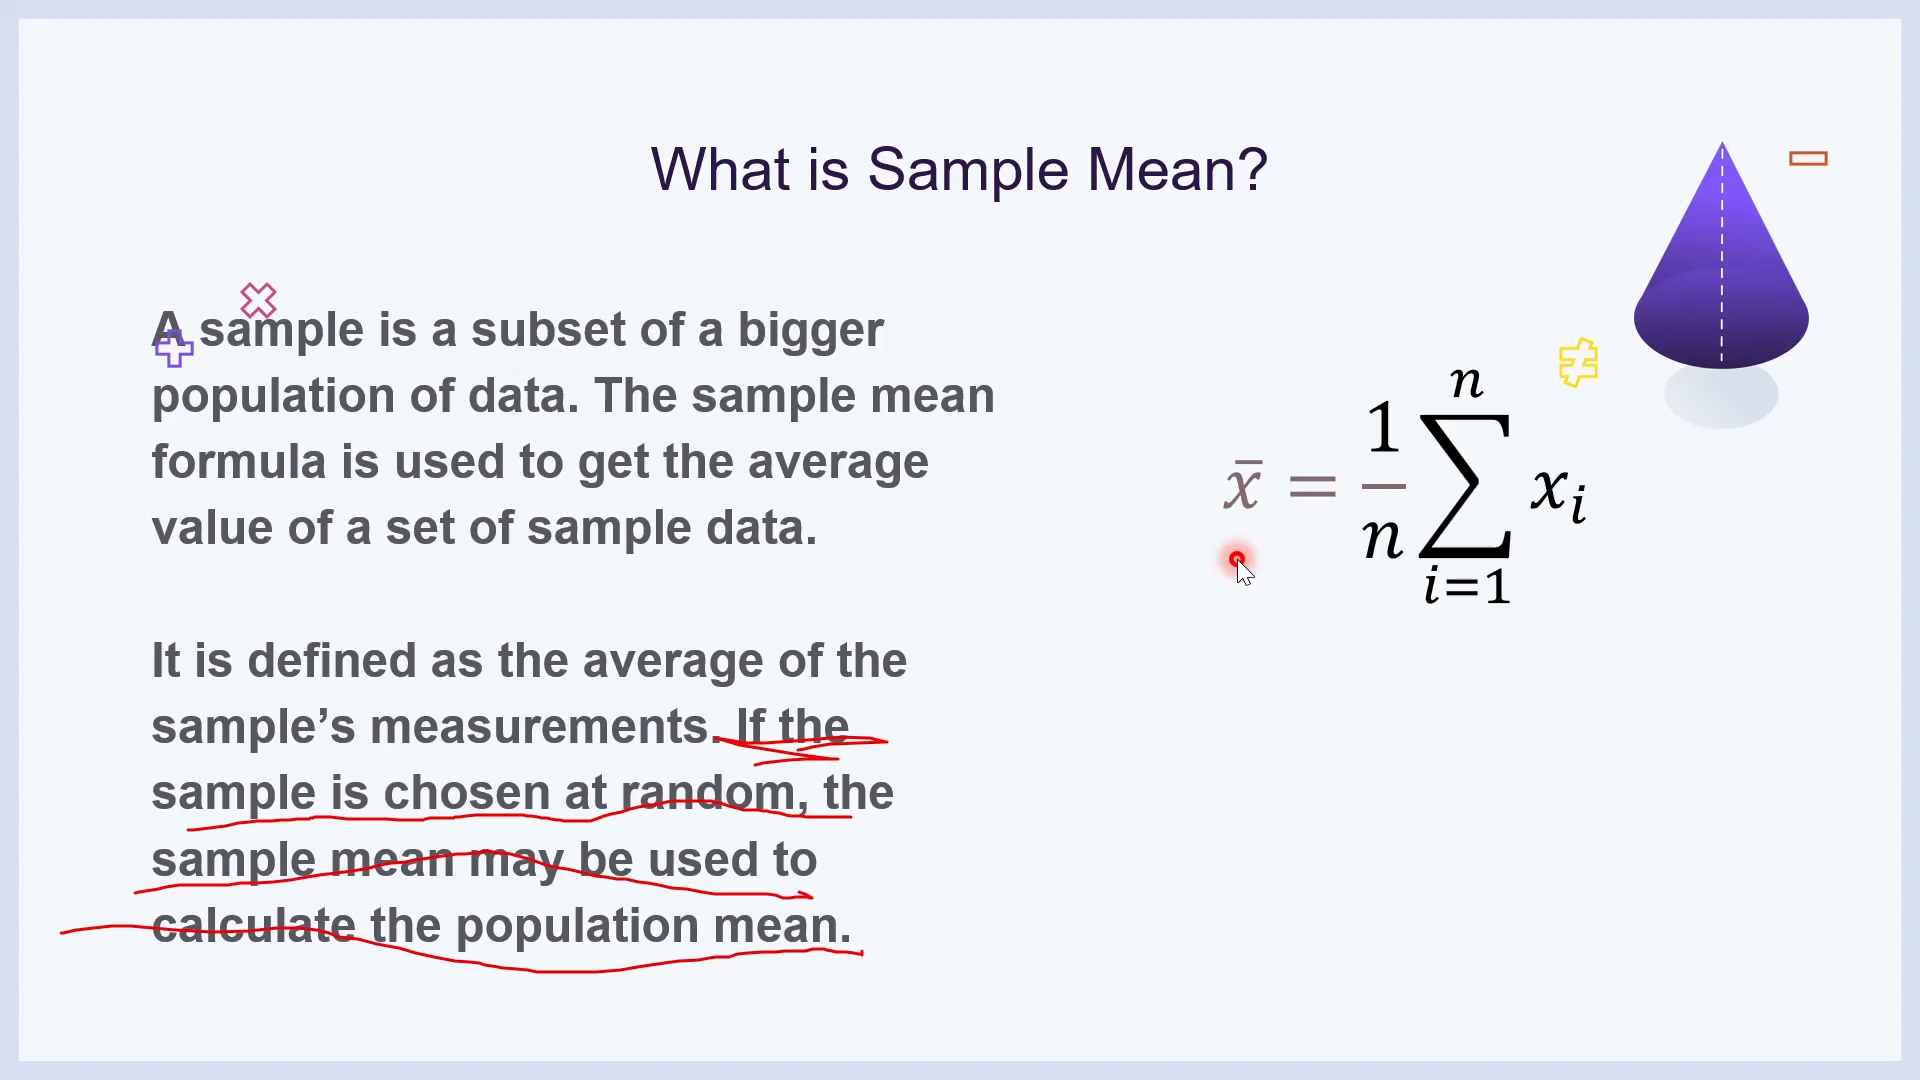 What is Sample Mean?
A sample is a subset of a bigger
population of data. The sample mean
formula is used to get the average
value of a set of sample data.
It is defined as the average of the
sample’s measurements. If the
sample is chosen at random, the
sample mean may be used to
calculate the population mean.
x̄ = 1/n ∑_{i=1}^{n} x_i